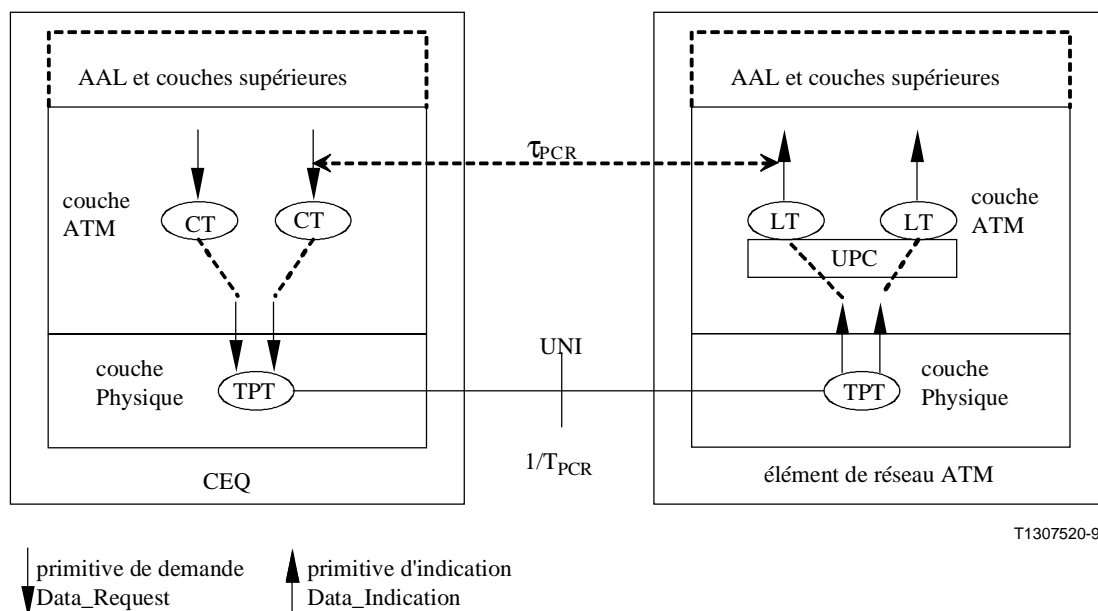 AAL et couches supérieures
AAL et couches supérieures
τPCR
couche
ATM
CT
CT
LT
LT
couche
ATM
UPC
UNI
couche
Physique
TPT
TPT
couche
Physique
1/TPCR
CEQ
élément de réseau ATM
T1307520-9
primitive de demande
Data_Request
primitive d'indication
Data_Indication